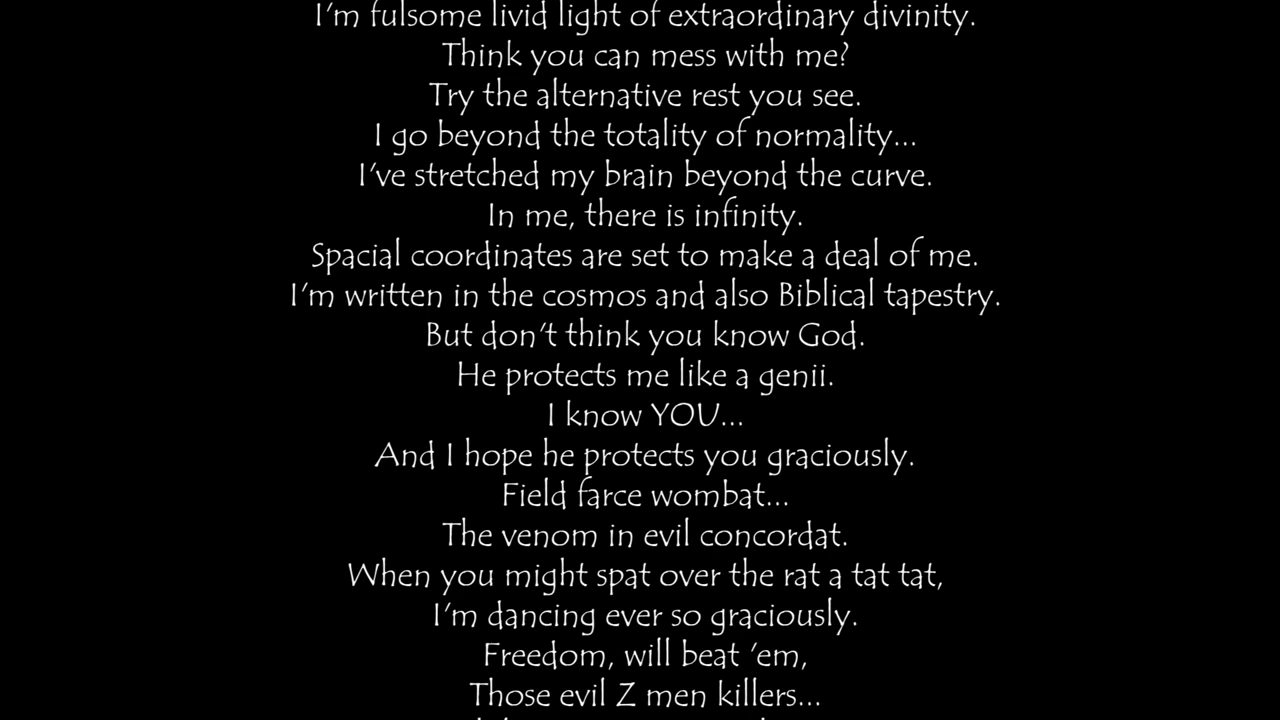 I'm fulsome livid light of extraordinary divinity.
Think you can mess with me?
Try the alternative rest you see.
I go beyond the totality of normality...
I've stretched my brain beyond the curve.
In me, there is infinity.
Spacial coordinates are set to make a deal of me.
I'm written in the cosmos and also Biblical tapestry.
But don't think you know God.
He protects me like a genii.
I know YOU...
And I hope he protects you graciously.
Field farce wombat...
The venom in evil concordat.
When you might spat over the rat a tat tat,
I'm dancing ever so graciously.
Freedom, will beat 'em,
Those evil Z men killers...